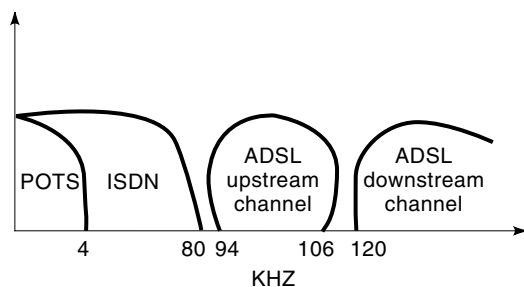 POTS
ISDN
ADSL
upstream
channel
ADSL
downstream
channel
4
80
94
106
120
KHZ